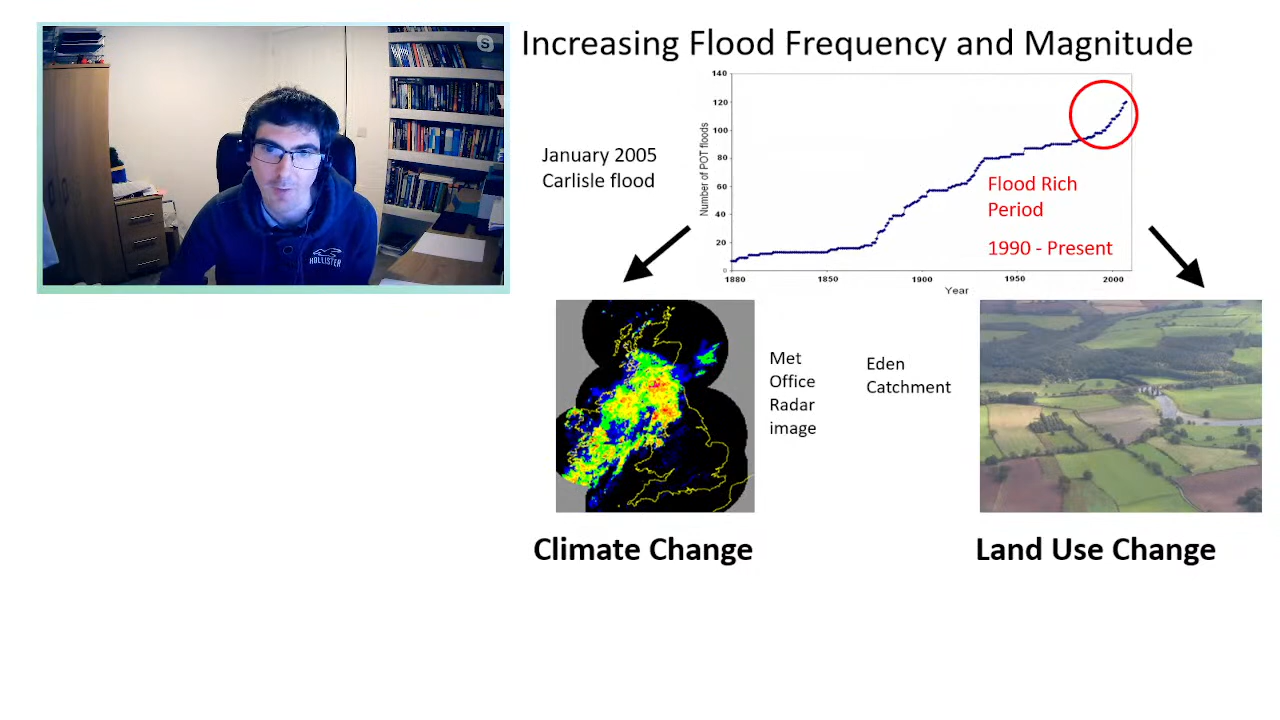 Increasing Flood Frequency and Magnitude
January 2005
Carlisle flood
Number of POT floods
140
120
100
80
60
40
20
0
1880
1850
1900
1950
2000
Year
Flood Rich
Period
1990 - Present
HOLLISTER
Met
Office
Radar
image
Eden
Catchment
Climate Change
Land Use Change